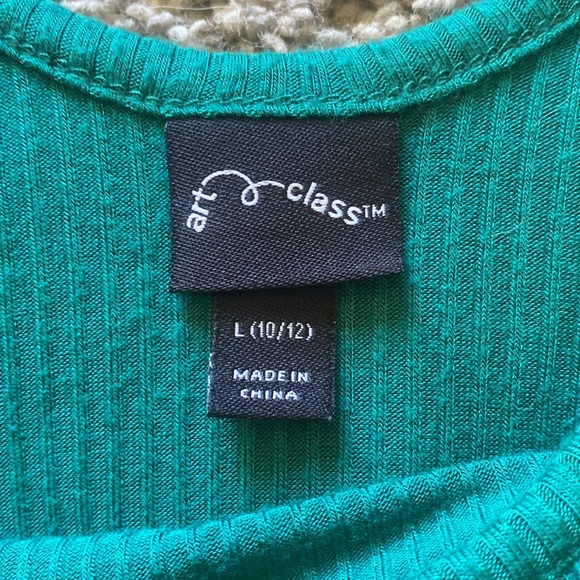 art class™
L (10/12)
MADE IN
CHINA